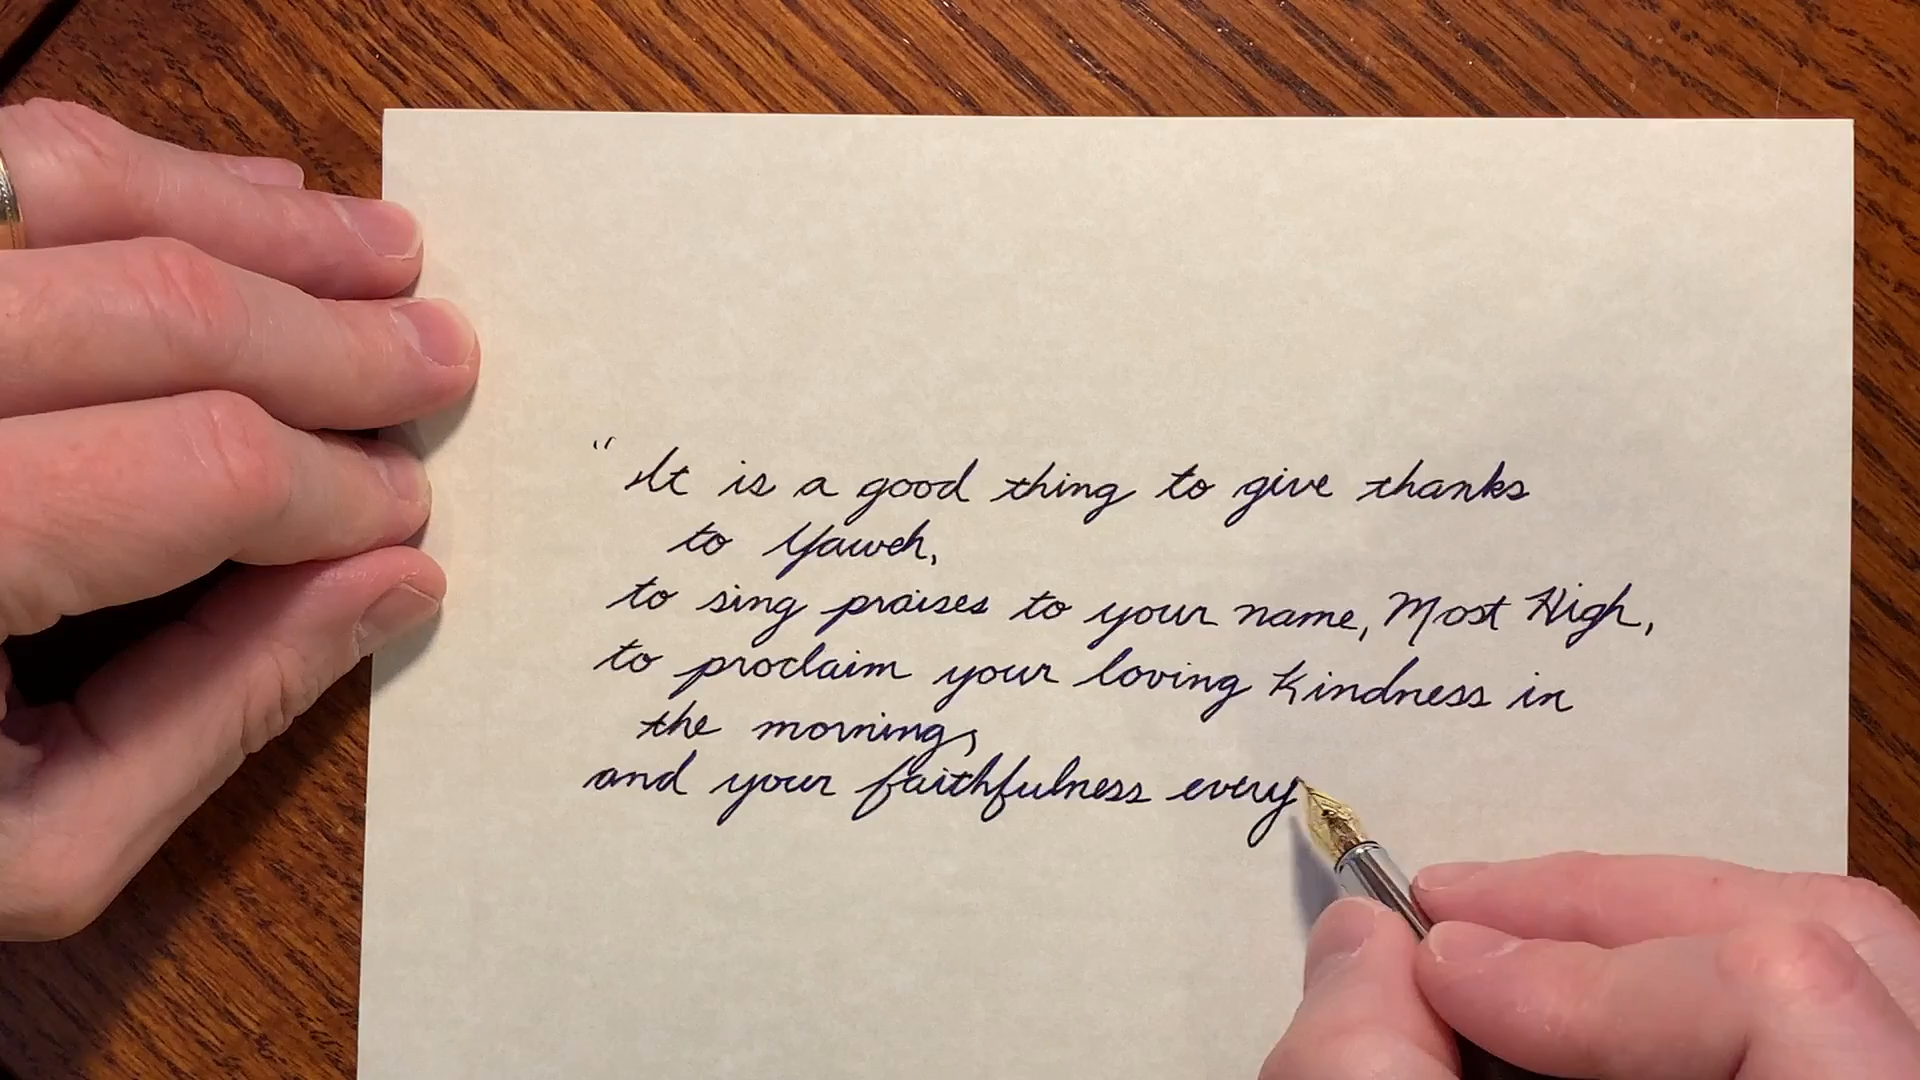 "It is a good thing to give thanks
to Yaweh,
to sing praises to your name, Most High,
to proclaim your loving kindness in
the morning,
and your faithfulness every